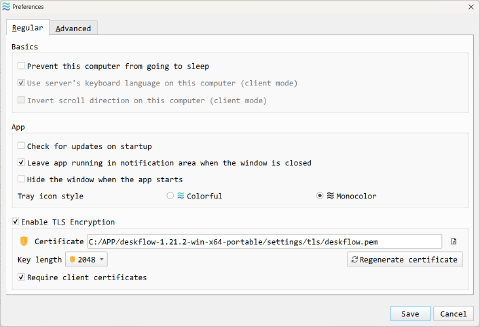 Preferences
Regular Advanced
Basics
Prevent this computer from going to sleep
Use server's keyboard language on this computer (client mode)
Invert scroll direction on this computer (client mode)
App
Check for updates on startup
Leave app running in notification area when the window is closed
Hide the window when the app starts
Tray icon style Colorful Monocolor
Enable TLS Encryption
Certificate C:/APP/deskflow-1.21.2-win-x64-portable/settings/tls/deskflow.pem
Key length 2048 Regenerate certificate
Require client certificates
Save Cancel